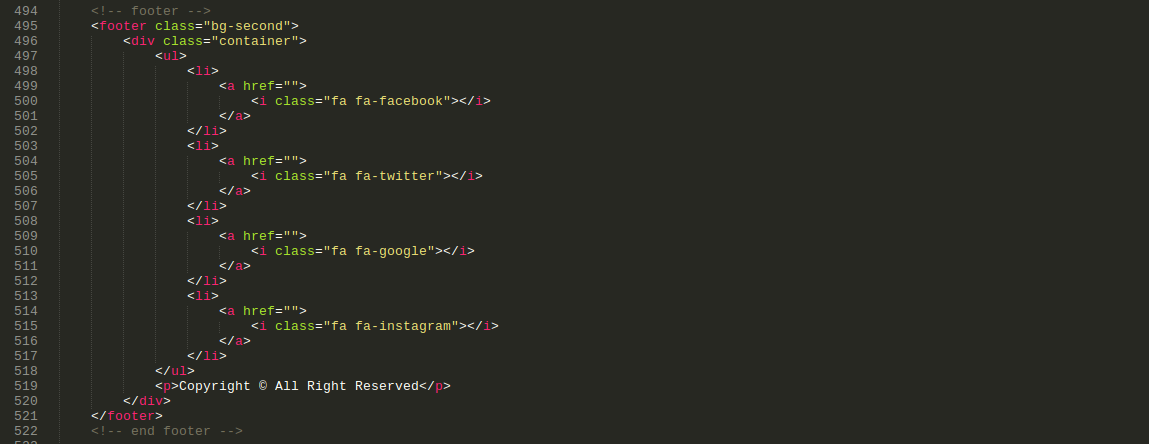 494 <!-- footer -->
495 <footer class="bg-second">
496 <div class="container">
497 <ul>
498 <li>
499 <a href="">
500 <i class="fa fa-facebook"></i>
501 </a>
502 </li>
503 <li>
504 <a href="">
505 <i class="fa fa-twitter"></i>
506 </a>
507 </li>
508 <li>
509 <a href="">
510 <i class="fa fa-google"></i>
511 </a>
512 </li>
513 <li>
514 <a href="">
515 <i class="fa fa-instagram"></i>
516 </a>
517 </li>
518 </ul>
519 <p>Copyright © All Right Reserved</p>
520 </div>
521 </footer>
522 <!-- end footer -->